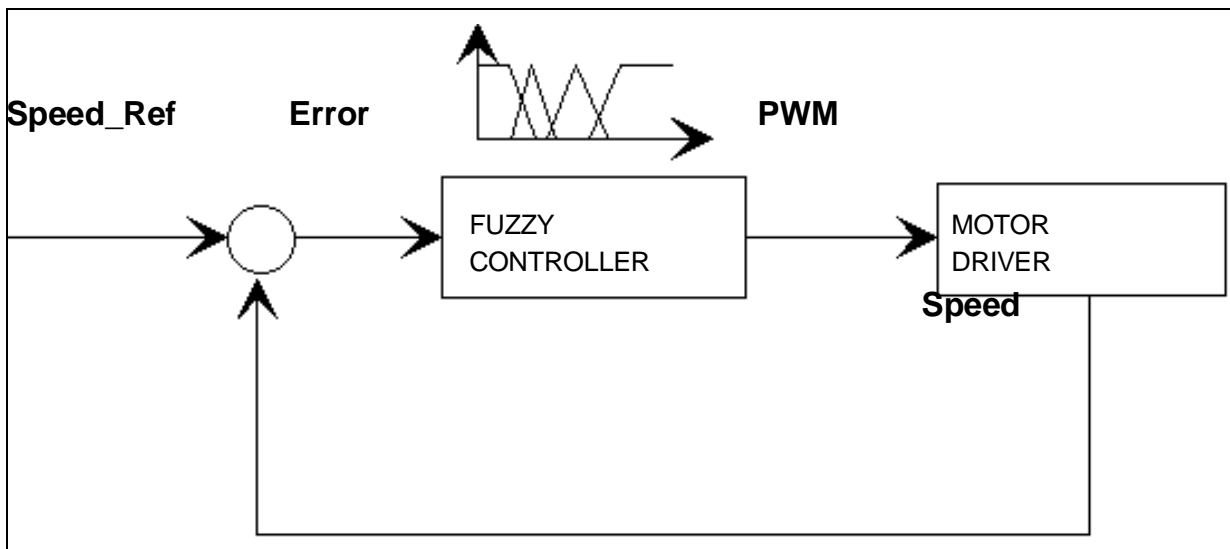 Speed_Ref
Error
PWM
FUZZY
CONTROLLER
MOTOR
DRIVER
Speed